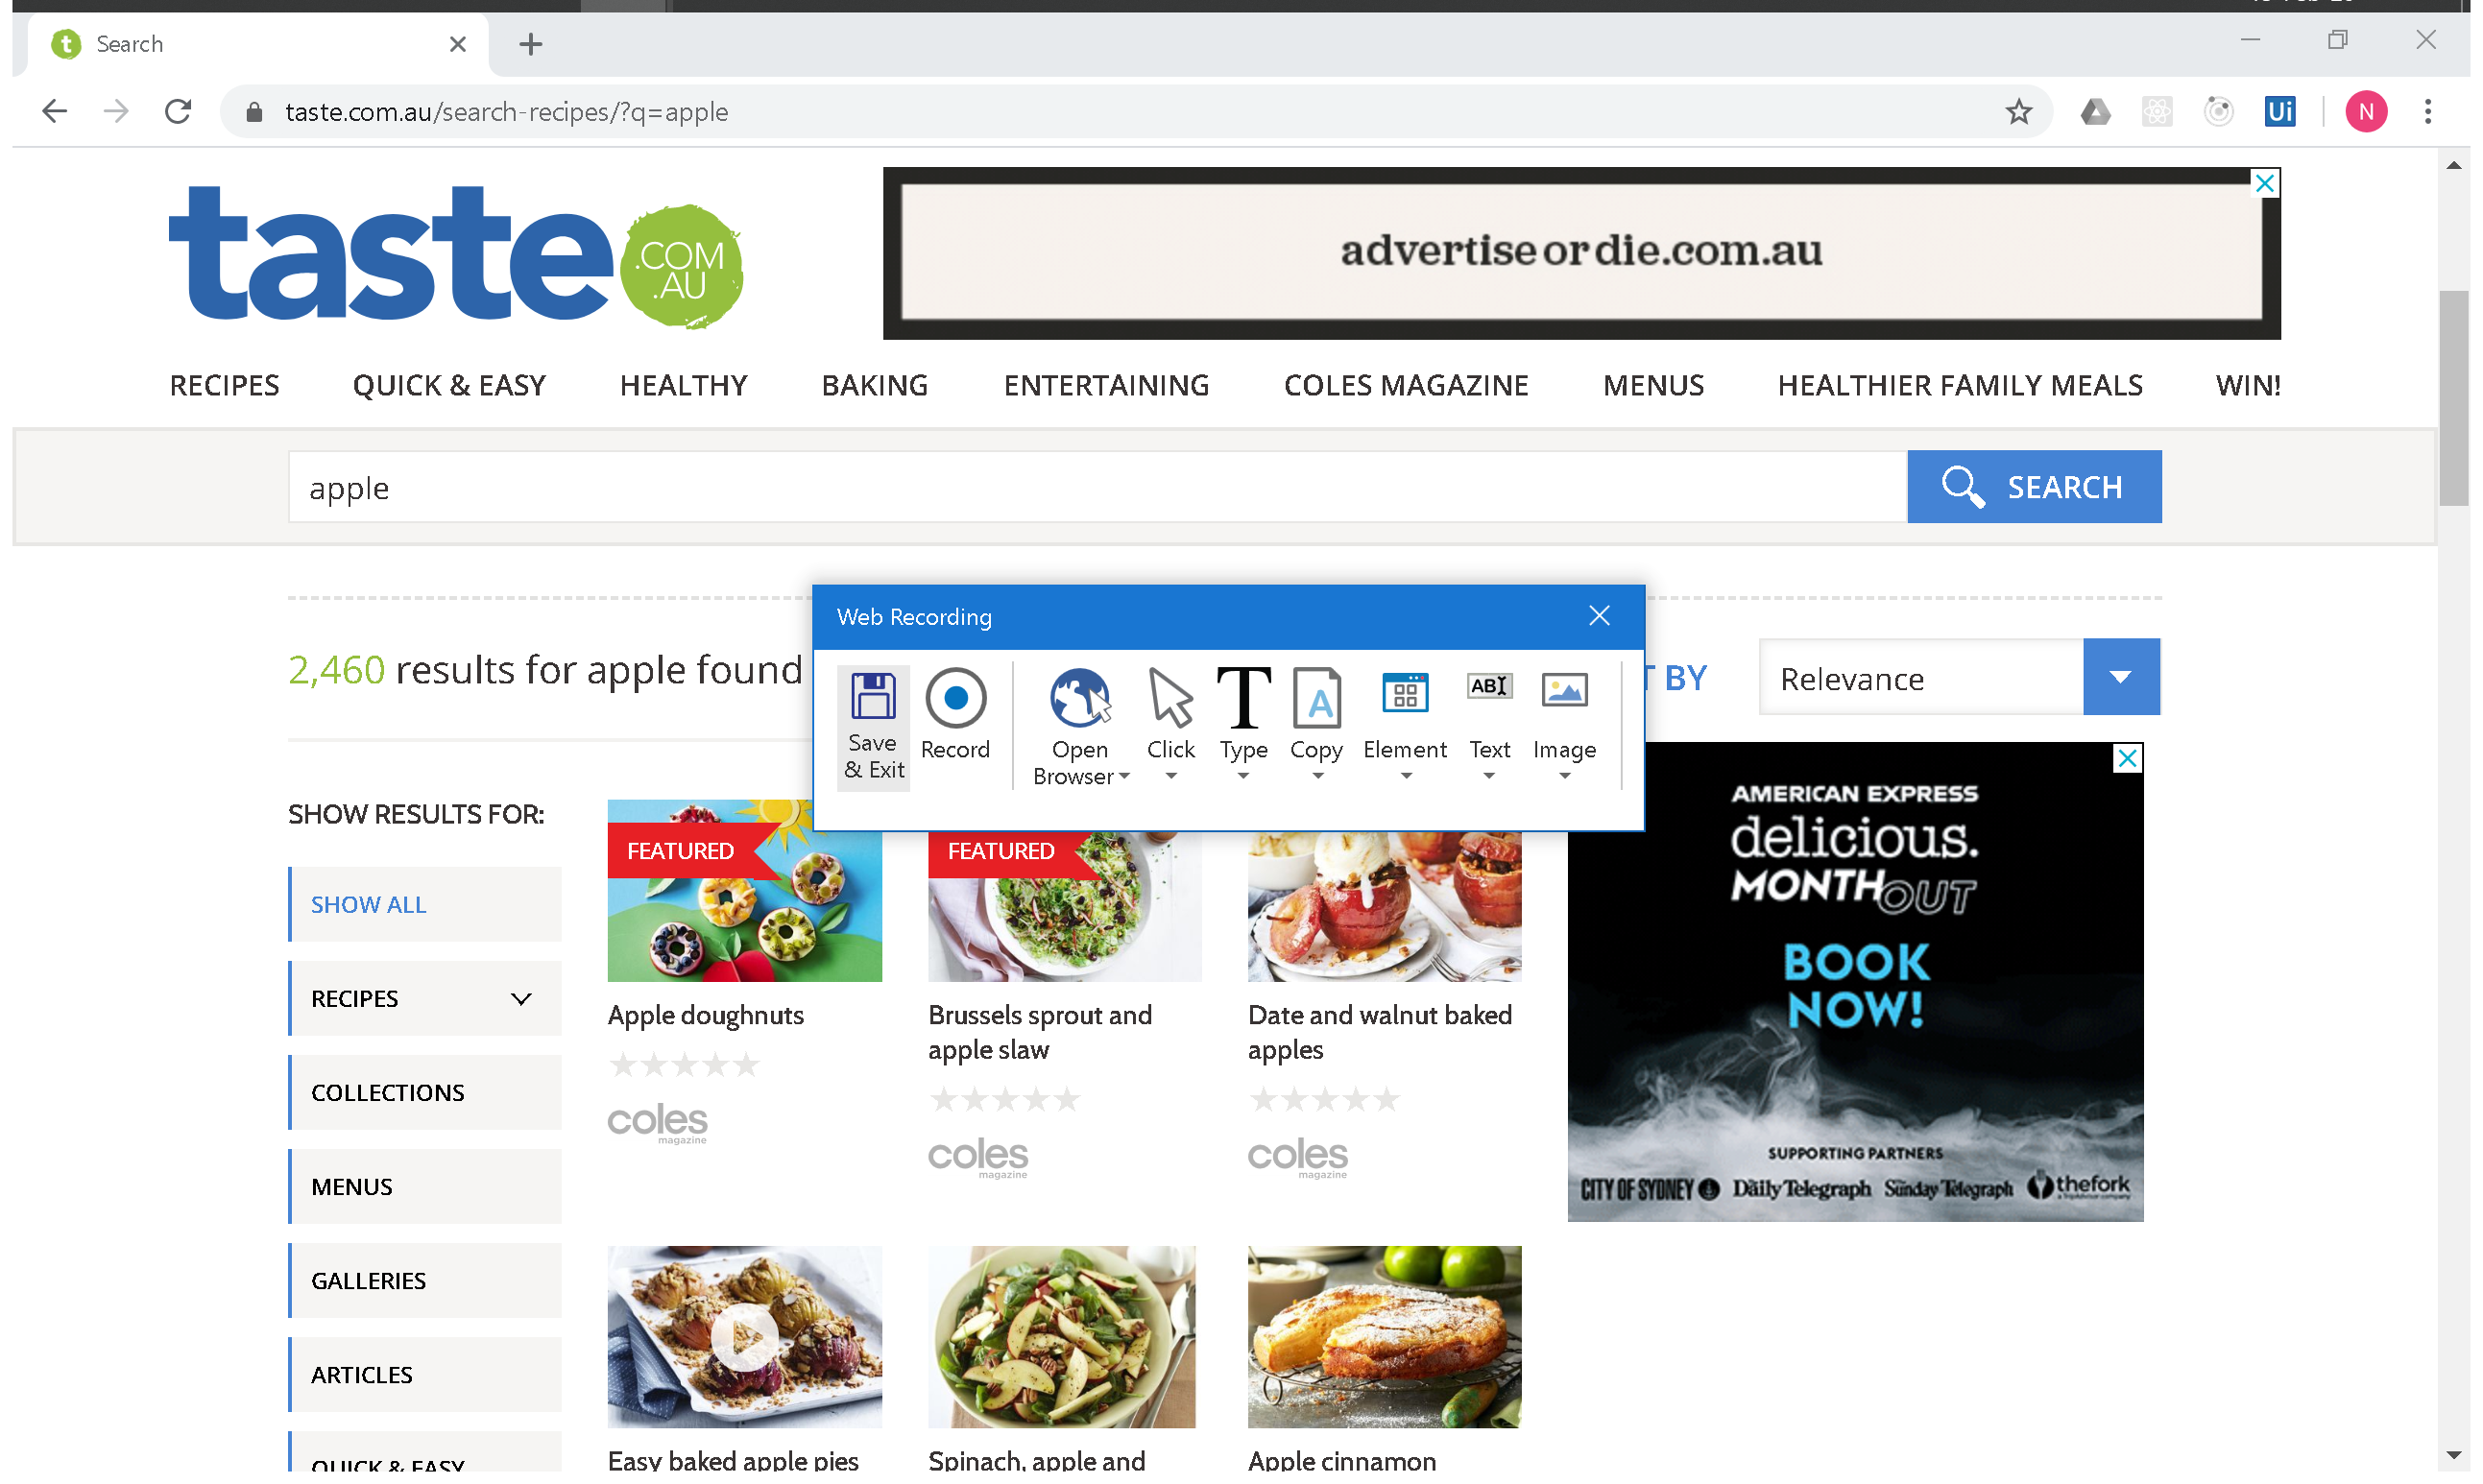 Search
taste.com.au/search-recipes/?q=apple
Ui
N
taste
.COM
.AU
advertiseordie.com.au
RECIPES QUICK & EASY HEALTHY BAKING ENTERTAINING COLES MAGAZINE MENUS HEALTHIER FAMILY MEALS WIN!
apple
SEARCH
Web Recording
2,460 results for apple found
BY
Relevance
Save
& Exit
Record
Open
Browser
Click
Type
Copy
Element
Text
Image
SHOW RESULTS FOR:
SHOW ALL
RECIPES
COLLECTIONS
MENUS
GALLERIES
ARTICLES
QUICK & EASY
FEATURED
Apple doughnuts
coles
magazine
FEATURED
Brussels sprout and
apple slaw
coles
magazine
Date and walnut baked
apples
coles
magazine
AMERICAN EXPRESS
delicious.
MONTH OUT
BOOK
NOW!
SUPPORTING PARTNERS
CITY OF SYDNEY The Daily Telegraph The Sunday Telegraph thefork
Easy baked apple pies
Spinach, apple and
Apple cinnamon